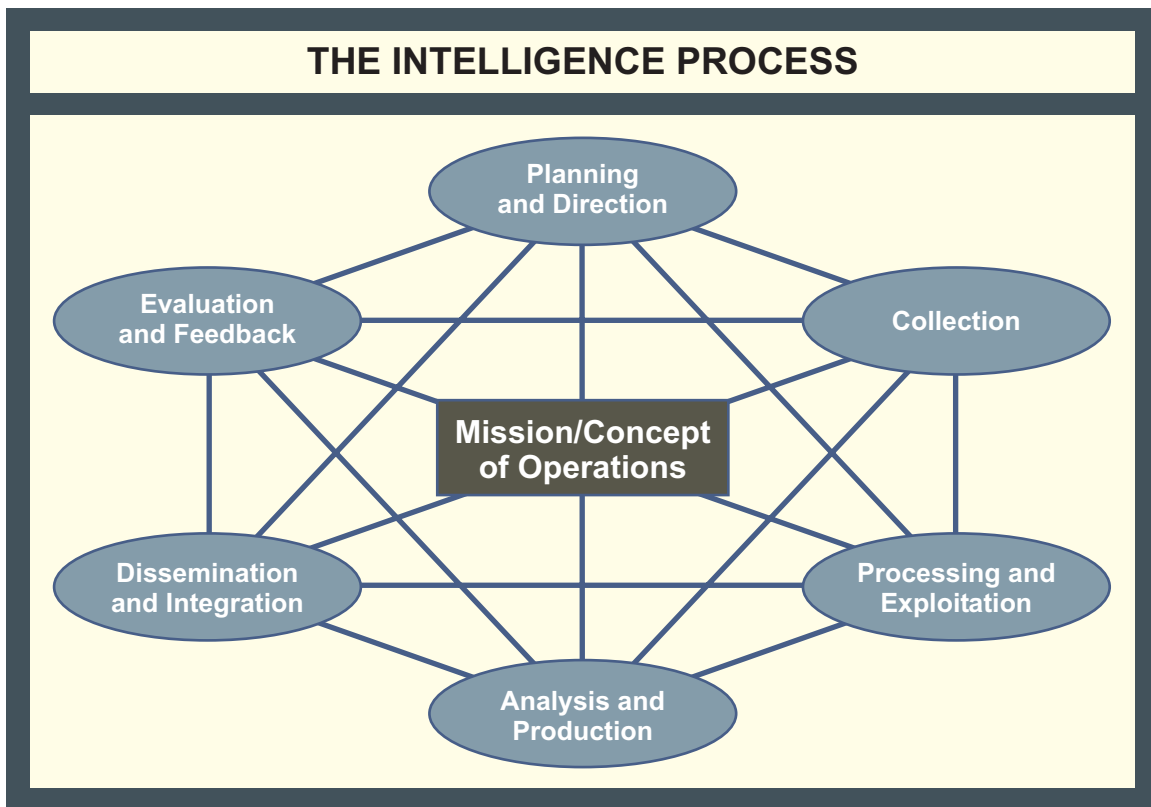 THE INTELLIGENCE PROCESS
Planning
and Direction
Evaluation
and Feedback
Collection
Mission/Concept
of Operations
Dissemination
and Integration
Processing and
Exploitation
Analysis and
Production